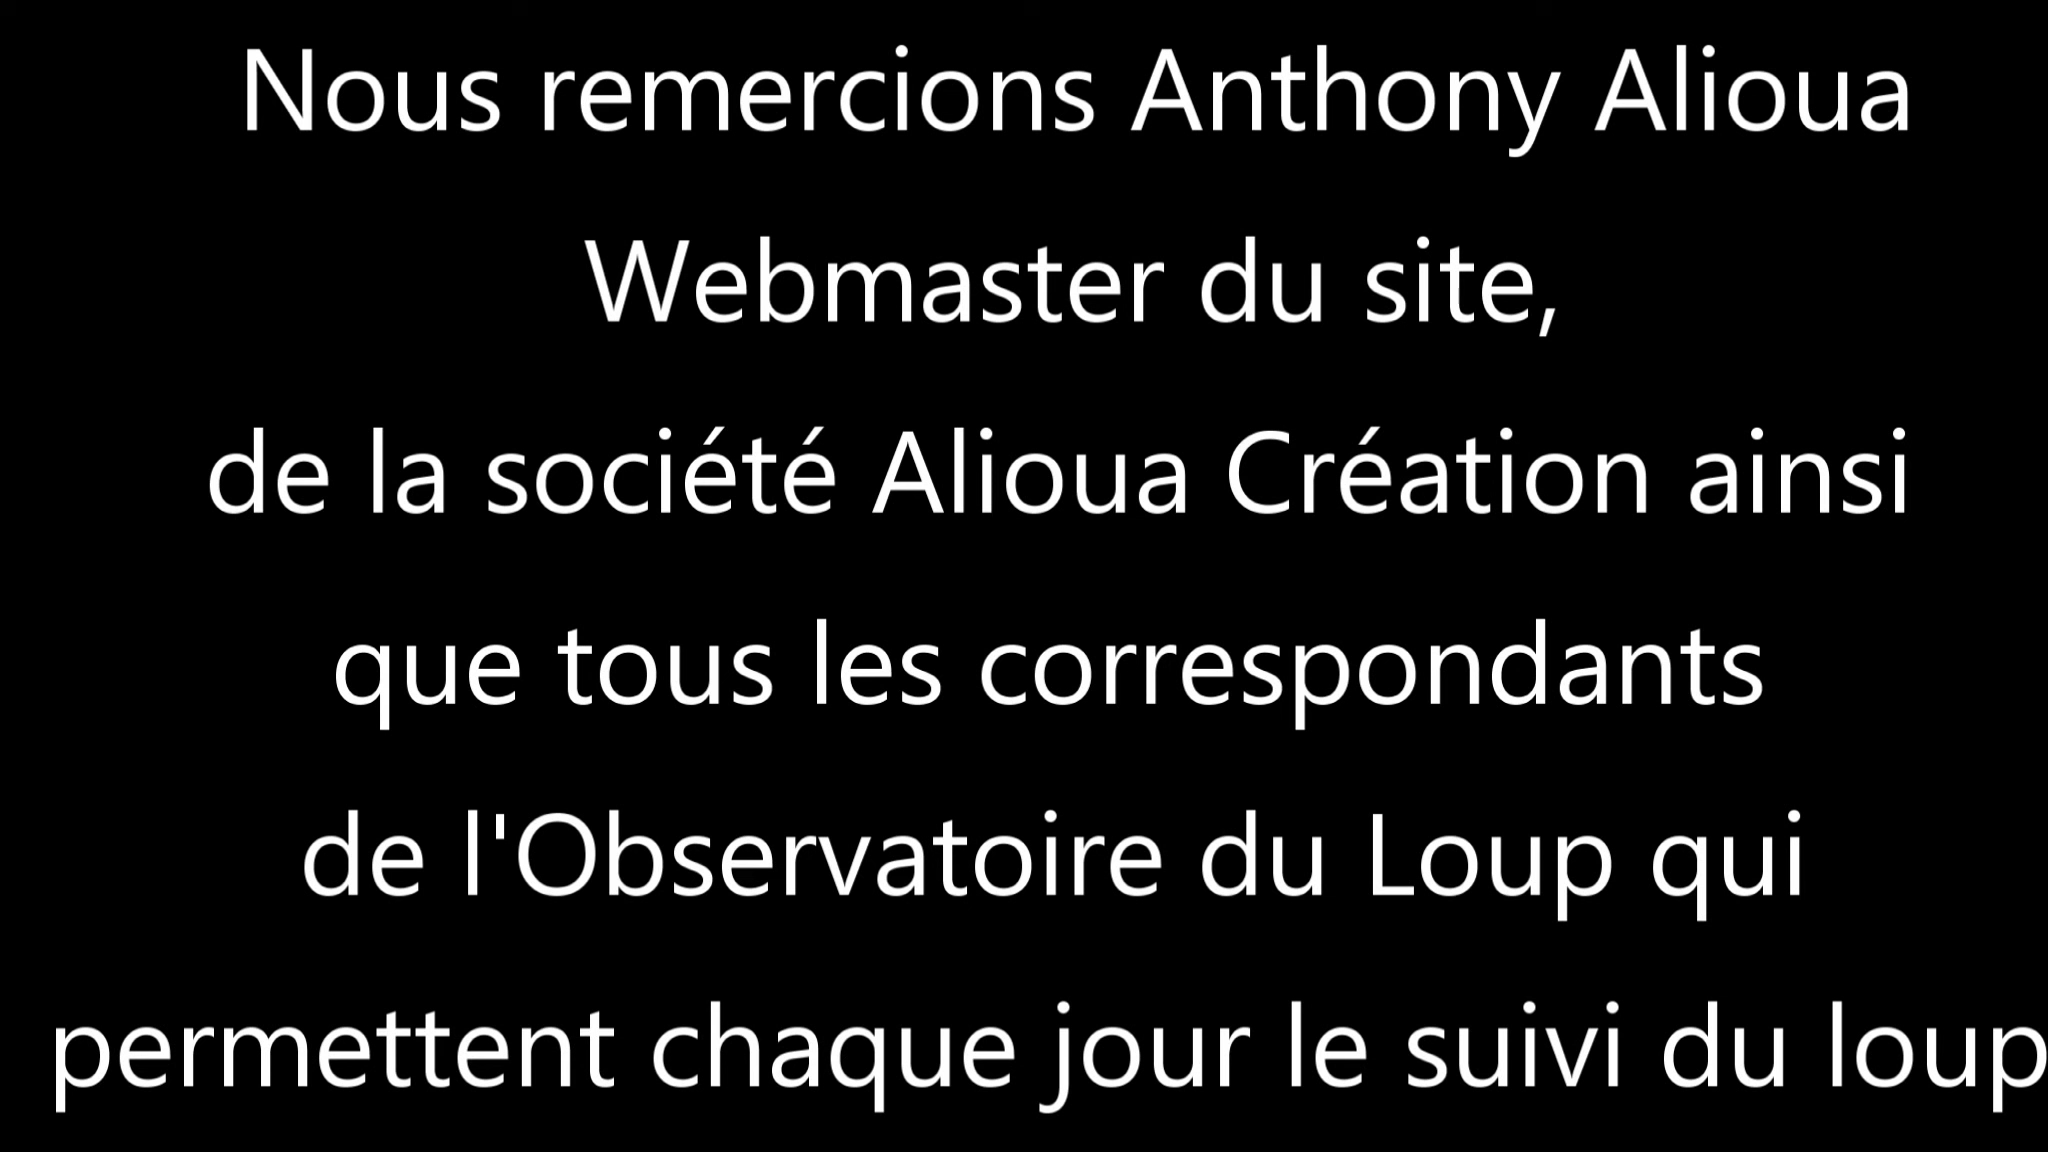 Nous remercions Anthony Alioua
Webmaster du site,
de la société Alioua Création ainsi
que tous les correspondants
de l'Observatoire du Loup qui
permettent chaque jour le suivi du loup